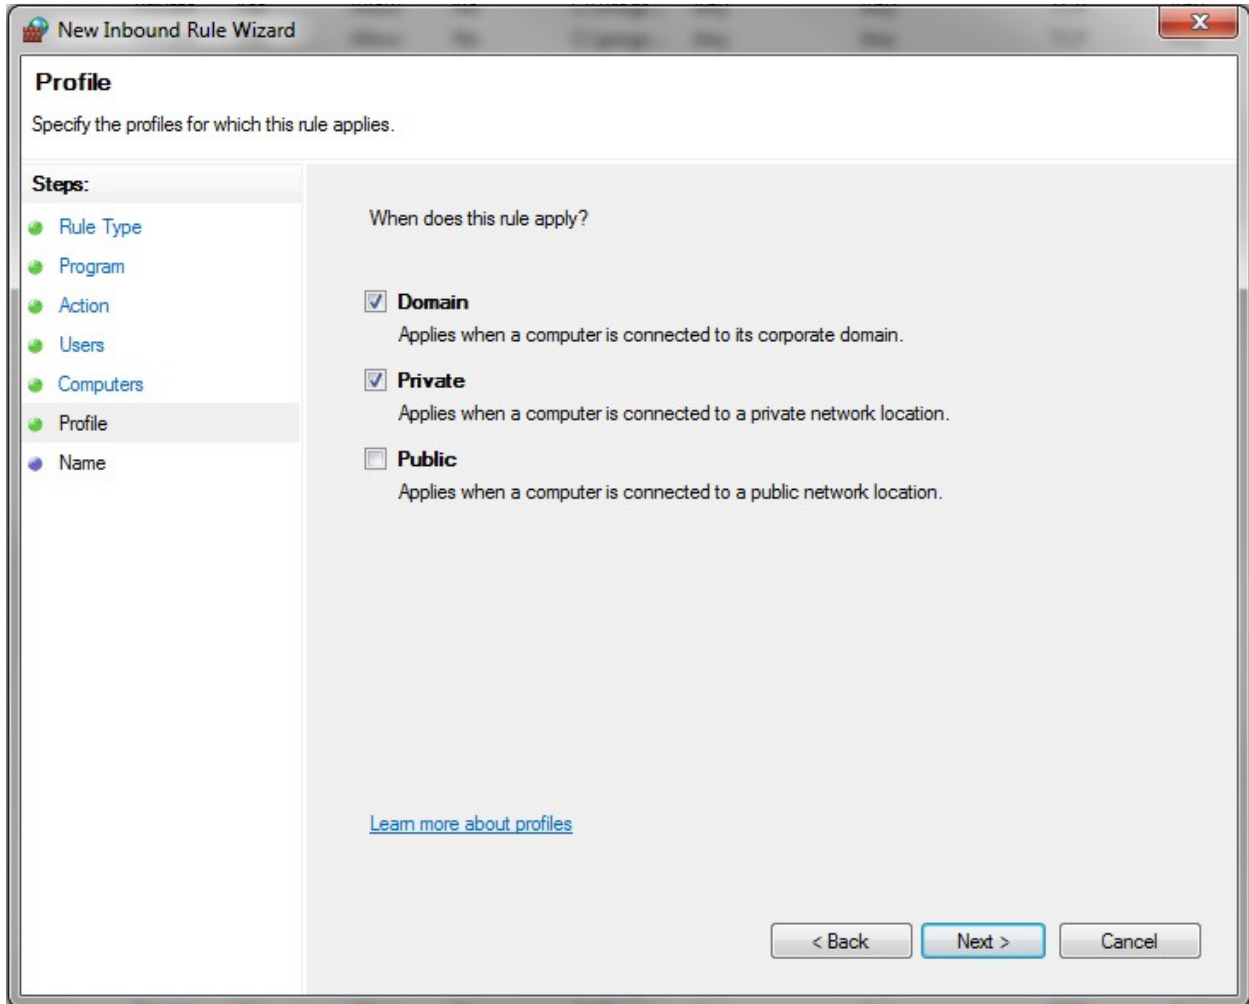 New Inbound Rule Wizard
X
Profile
Specify the profiles for which this rule applies.
Steps:
Rule Type
Program
Action
Users
Computers
Profile
Name
When does this rule apply?
Domain
Applies when a computer is connected to its corporate domain.
Private
Applies when a computer is connected to a private network location.
Public
Applies when a computer is connected to a public network location.
Learn more about profiles
< Back
Next >
Cancel